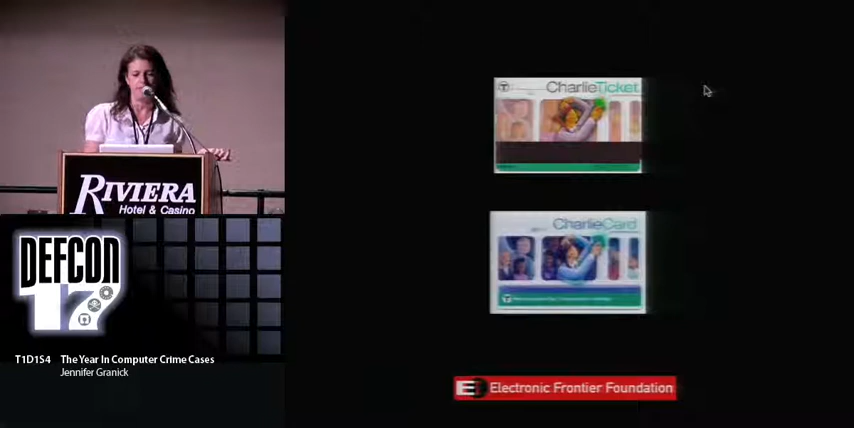 RIVIERA
Hotel & Casino
DEFCON
17
T1D1S4 The Year In Computer Crime Cases
Jennifer Granick
CharlieTicket
CharlieCard
Electronic Frontier Foundation